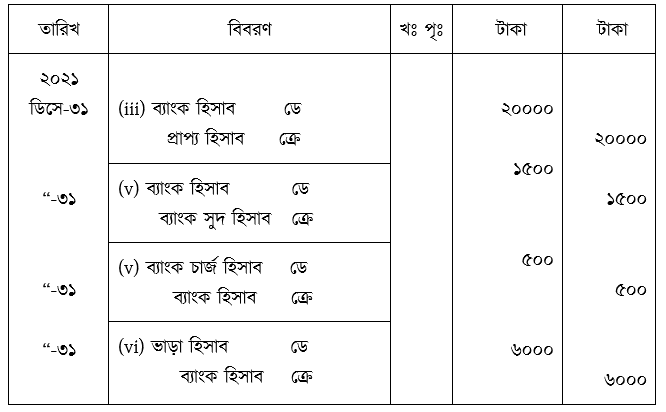 তারিখ বিবরণ খঃ পৃঃ টাকা টাকা
২০২১
ডিসে-৩১ (iii) ব্যাংক হিসাব ডে ২০০০০
প্রাপ্য হিসাব ক্রে ২০০০০
১৫০০
“-৩১ (v) ব্যাংক হিসাব ডে ১৫০০
ব্যাংক সুদ হিসাব ক্রে
(v) ব্যাংক চার্জ হিসাব ডে ৫০০
“-৩১ ব্যাংক হিসাব ক্রে ৫০০
“-৩১ (vi) ভাড়া হিসাব ডে ৬০০০
ব্যাংক হিসাব ক্রে ৬০০০